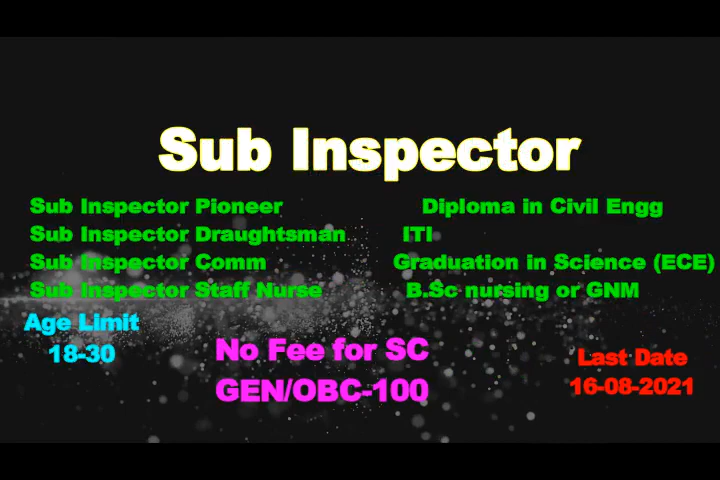 Sub Inspector
Sub Inspector Pioneer Diploma in Civil Engg
Sub Inspector Draughtsman ITI
Sub Inspector Comm Graduation in Science (ECE)
Sub Inspector Staff Nurse B.Sc nursing or GNM
Age Limit
18-30
No Fee for SC
GEN/OBC-100
Last Date
16-08-2021